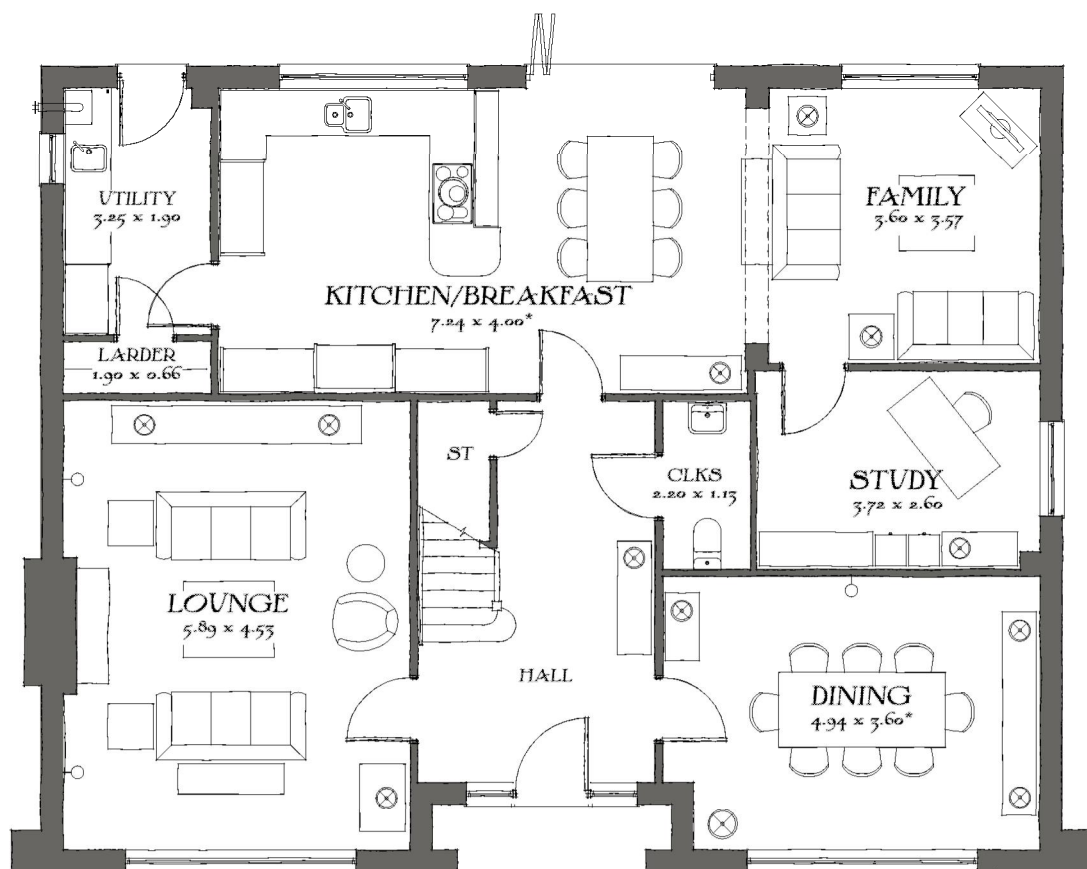 UTILITY
3.25 x 1.90
FAMILY
3.60 x 3.57
KITCHEN/BREAKFAST
7.24 x 4.00*
LARDER
1.90 x 0.66
ST
CLKS
2.20 x 1.13
STUDY
3.72 x 2.60
LOUNGE
5.89 x 4.53
HALL
DINING
4.94 x 3.60*